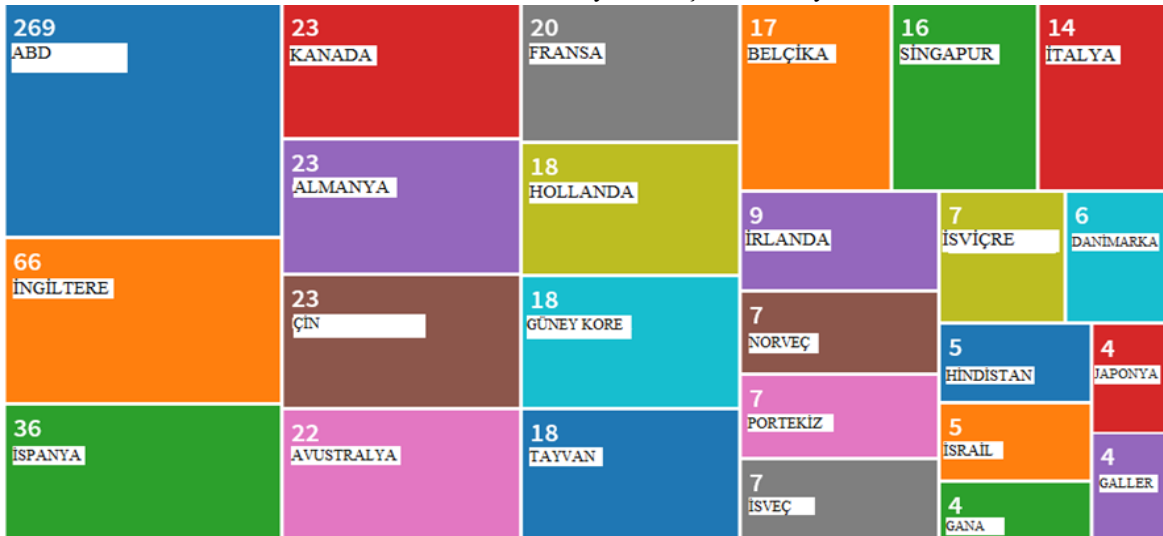 269
ABD
66
İNGİLTERE
36
İSPANYA
23
KANADA
23
ALMANYA
23
ÇİN
22
AVUSTRALYA
20
FRANSA
18
HOLLANDA
18
GÜNEY KORE
18
TAYVAN
17
BELÇİKA
16
SİNGAPUR
14
İTALYA
9
İRLANDA
7
NORVEÇ
7
PORTEKİZ
7
İSVEÇ
7
İSVİÇRE
6
DANİMARKA
5
HİNDİSTAN
5
İSRAİL
4
GANA
4
JAPONYA
4
GALLER